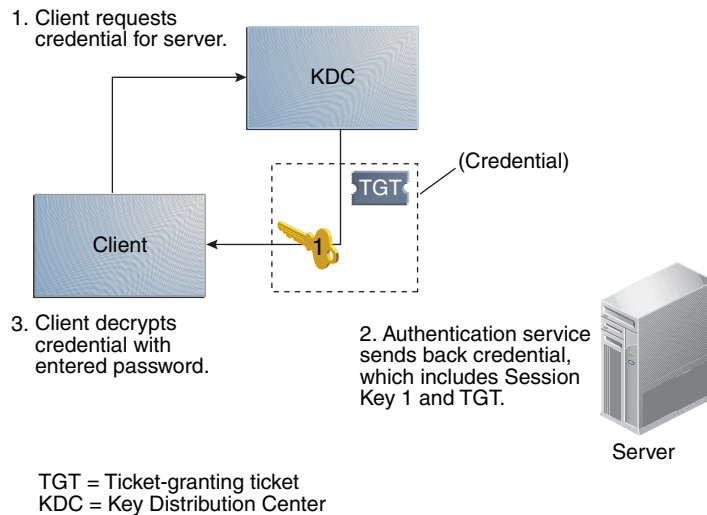 1. Client requests
credential for server.
KDC
(Credential)
TGT
Client
1
3. Client decrypts
credential with
entered password.
2. Authentication service
sends back credential,
which includes Session
Key 1 and TGT.
Server
TGT = Ticket-granting ticket
KDC = Key Distribution Center